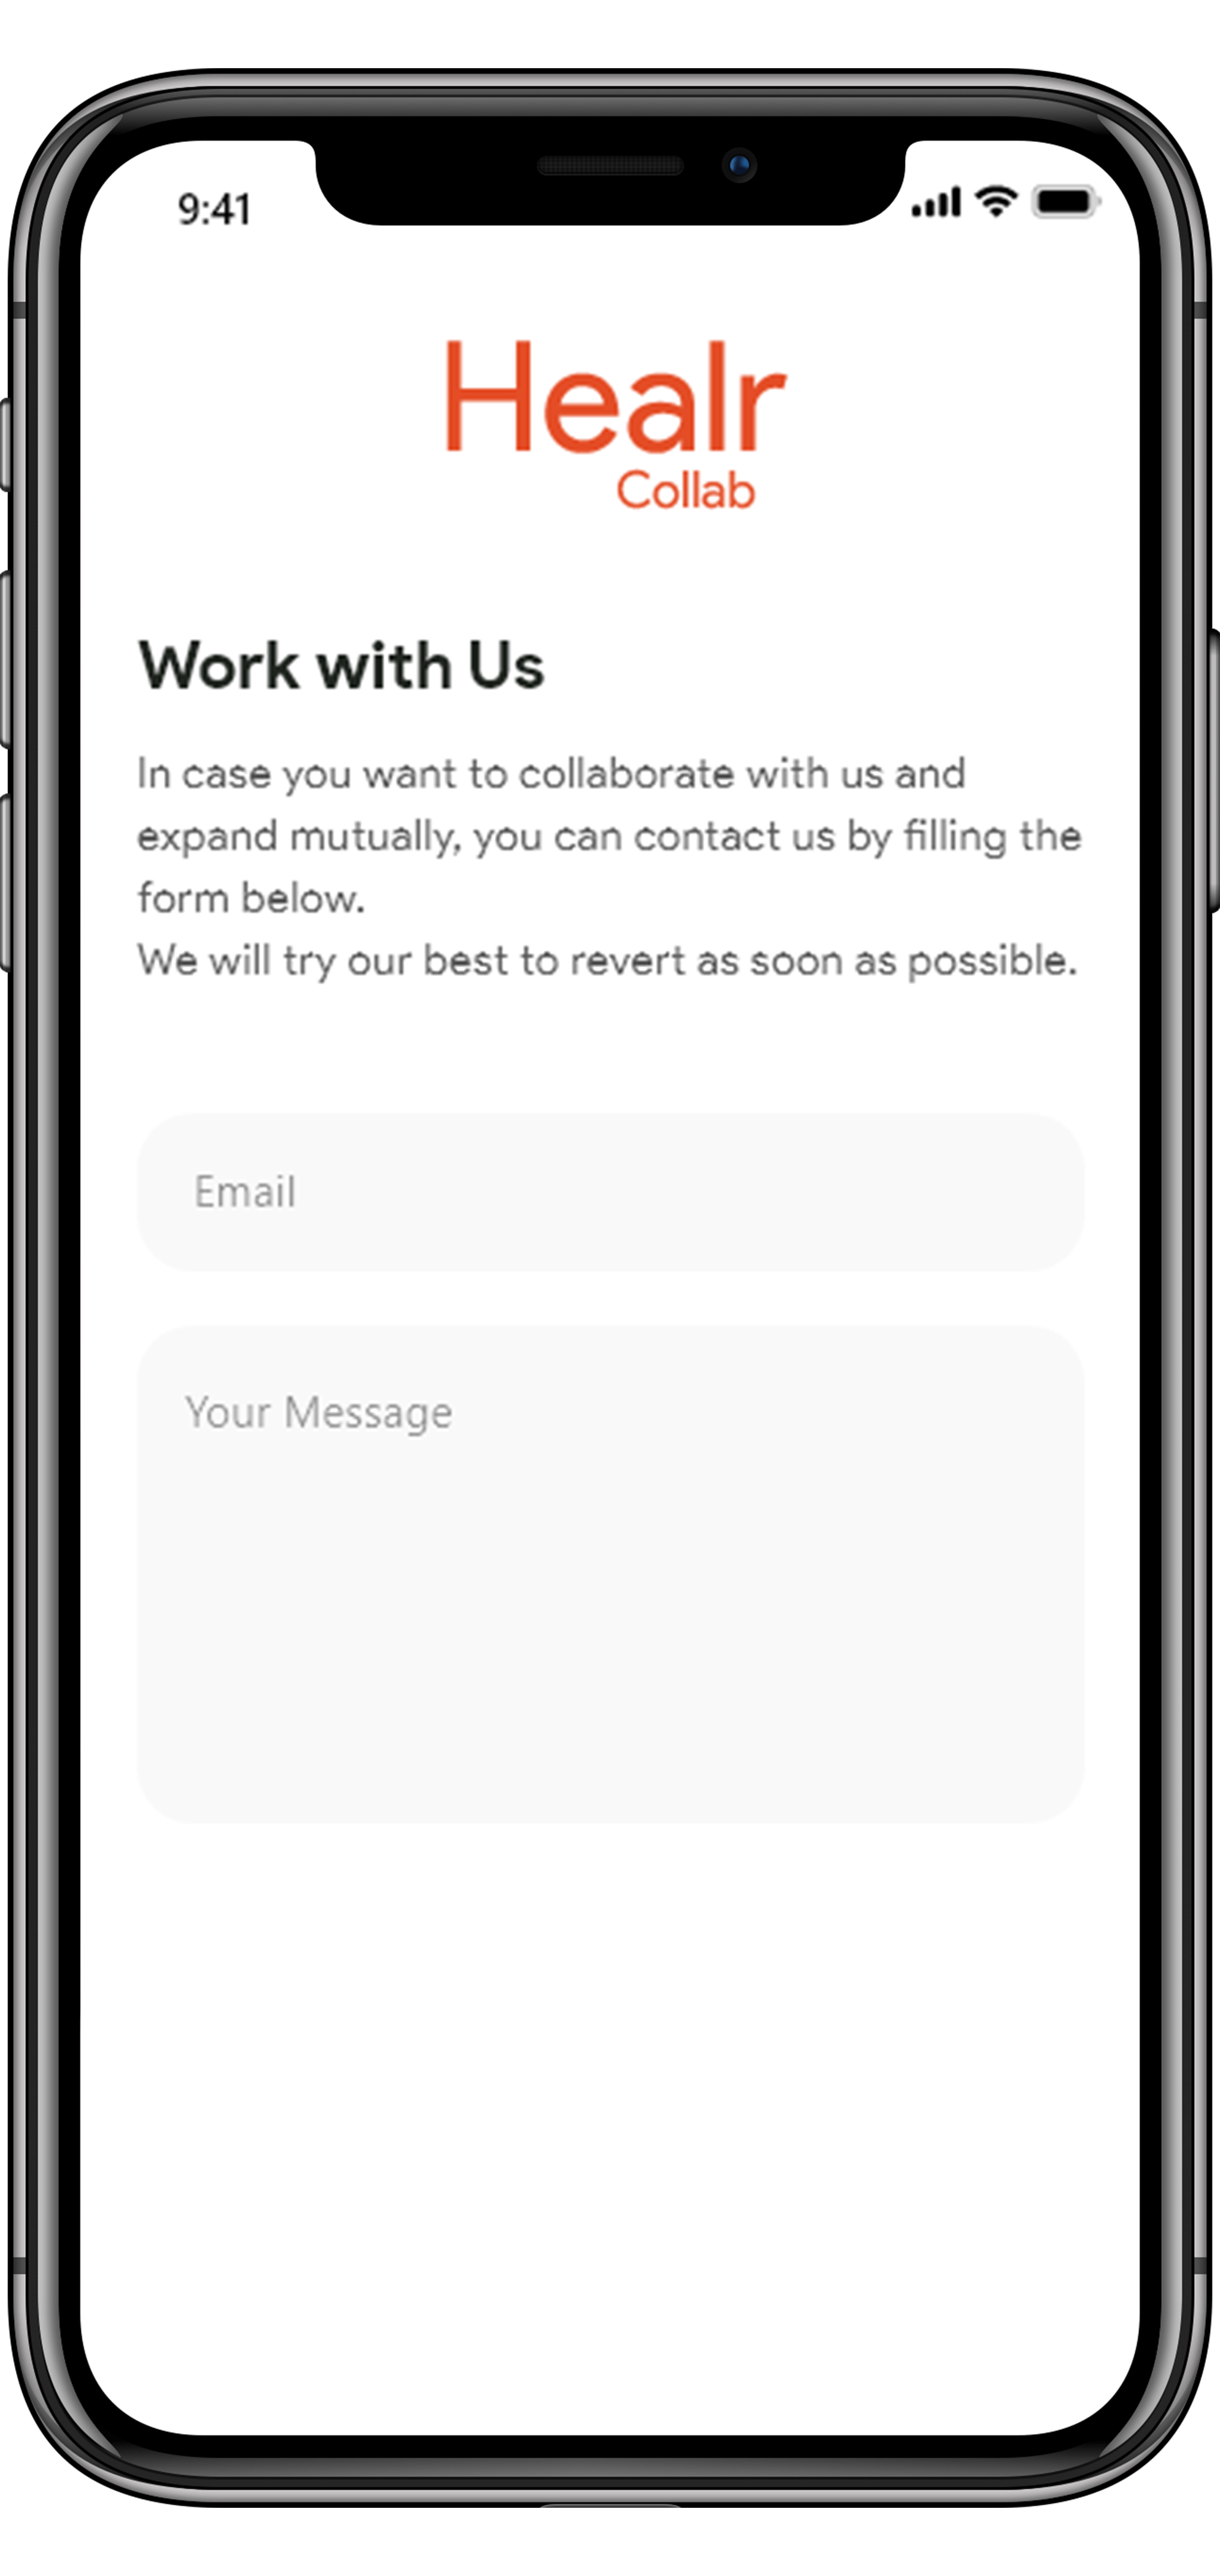 9:41
Healr
Collab
Work with Us
In case you want to collaborate with us and
expand mutually, you can contact us by filling the
form below.
We will try our best to revert as soon as possible.
Email
Your Message